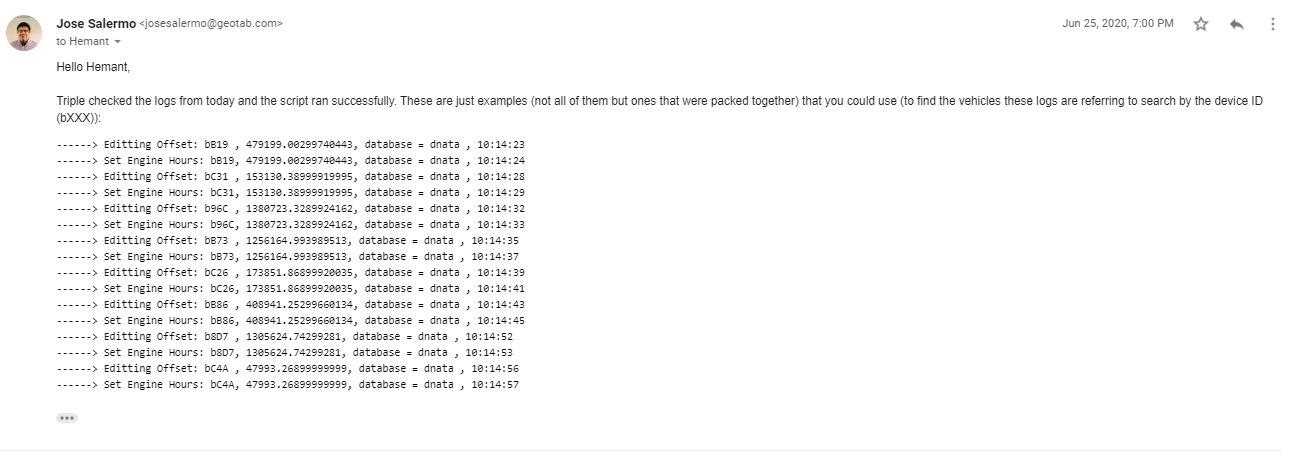 Jose Salermo <josesalermo@geotab.com>
Jun 25, 2020, 7:00 PM
to Hemant
Hello Hemant,
Triple checked the logs from today and the script ran successfully. These are just examples (not all of them but ones that were packed together) that you could use (to find the vehicles these logs are referring to search by the device ID
(bXXX)):
------> Editting Offset: bB19 , 479199.00299740443, database = dnata , 10:14:23
------> Set Engine Hours: bB19, 479199.00299740443, database = dnata , 10:14:24
------> Editting Offset: bC31 , 153130.38999919995, database = dnata , 10:14:28
------> Set Engine Hours: bC31, 153130.38999919995, database = dnata , 10:14:29
------> Editting Offset: b96C , 1380723.3289924162, database = dnata , 10:14:32
------> Set Engine Hours: b96C, 1380723.3289924162, database = dnata , 10:14:33
------> Editting Offset: bB73 , 1256164.993989513, database = dnata , 10:14:35
------> Set Engine Hours: bB73, 1256164.993989513, database = dnata , 10:14:37
------> Editting Offset: bC26 , 173851.86899920035, database = dnata , 10:14:39
------> Set Engine Hours: bC26, 173851.86899920035, database = dnata , 10:14:41
------> Editting Offset: bB86 , 408941.25299660134, database = dnata , 10:14:43
------> Set Engine Hours: bB86, 408941.25299660134, database = dnata , 10:14:45
------> Editting Offset: b8D7 , 1305624.74299281, database = dnata , 10:14:52
------> Set Engine Hours: b8D7, 1305624.74299281, database = dnata , 10:14:53
------> Editting Offset: bC4A , 47993.26899999999, database = dnata , 10:14:56
------> Set Engine Hours: bC4A, 47993.26899999999, database = dnata , 10:14:57